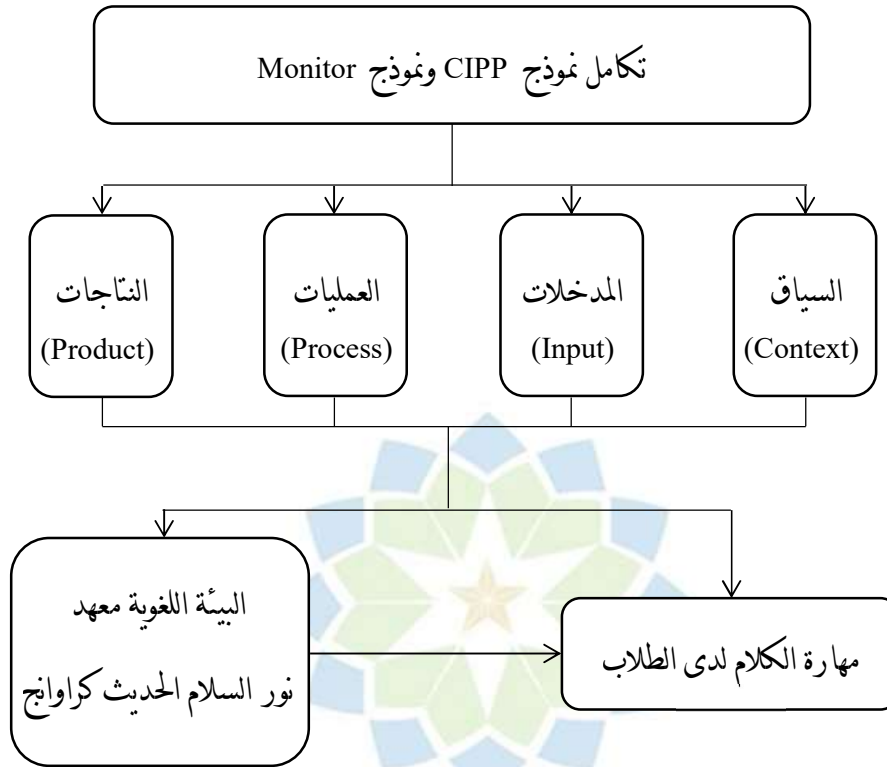 تكامل نموذج CIPP ونموذج Monitor
السياق
(Context)
المدخلات
(Input)
العمليات
(Process)
النتاجات
(Product)
البيئة اللغوية معهد
نور السلام الحديث كراوانج
مهارة الكلام لدى الطلاب